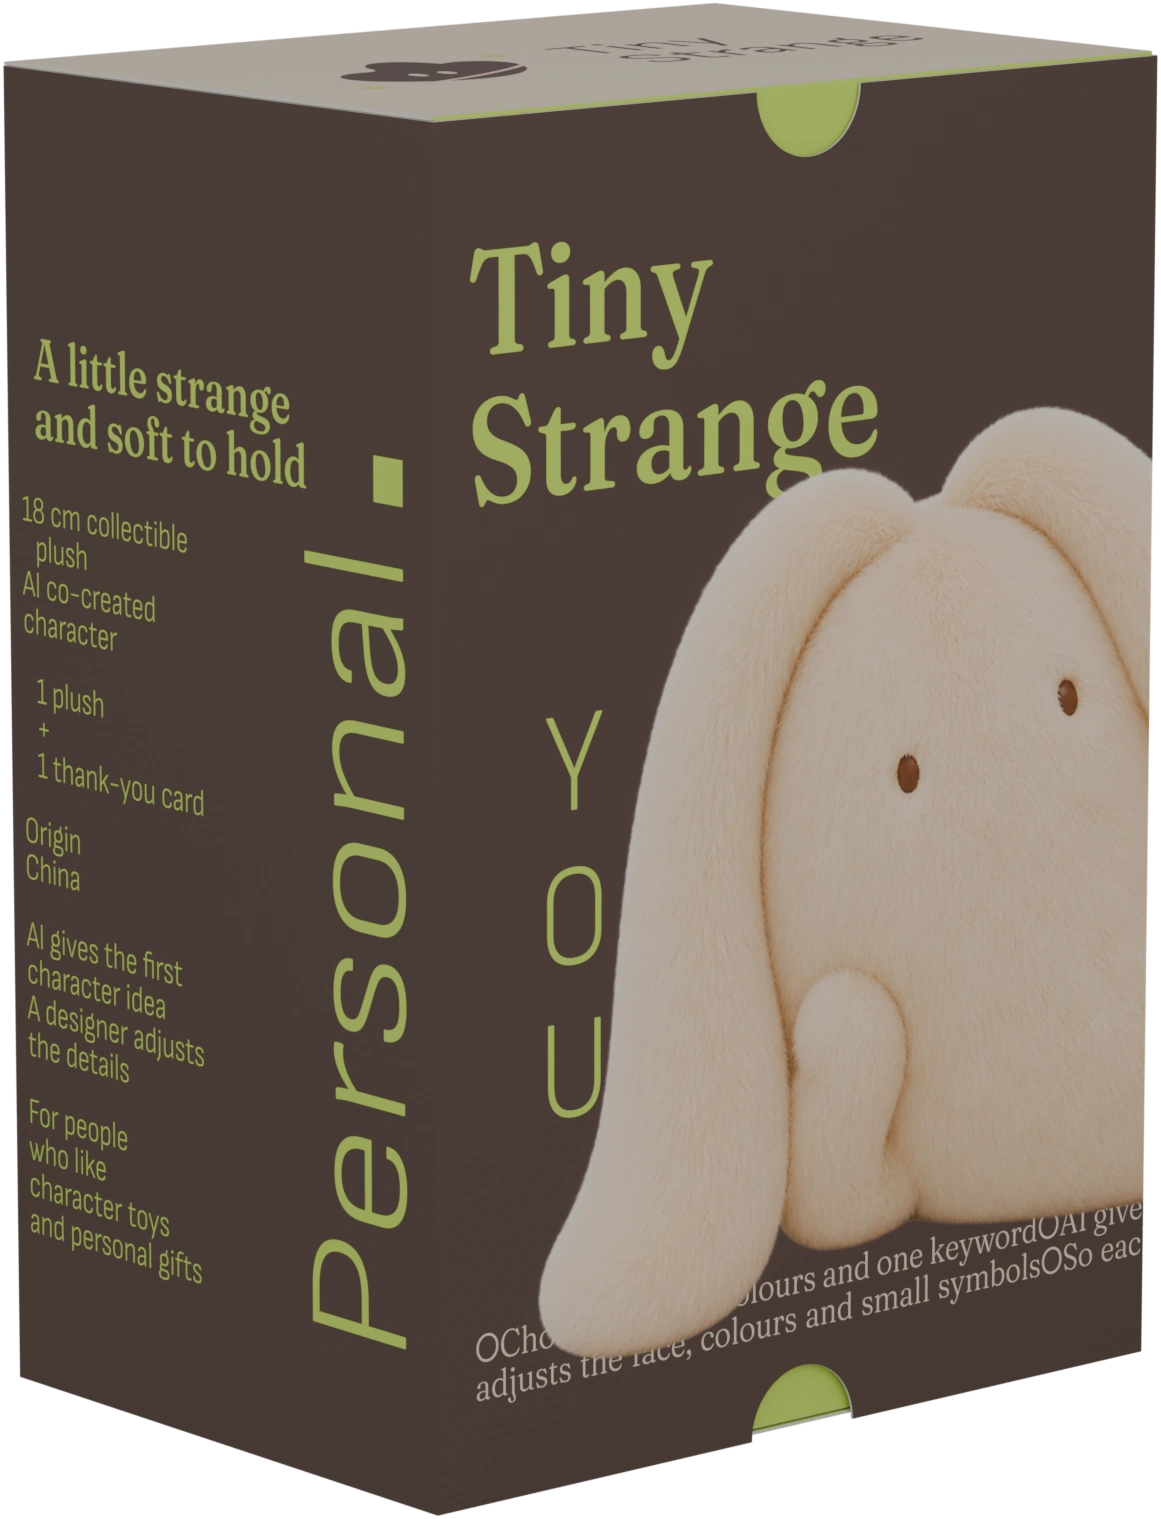 Tiny
Strange
A little strange
and soft to hold
18 cm collectible
plush
AI co-created
character
1 plush
+
1 thank-you card
Origin
China
AI gives the first
character idea
A designer adjusts
the details
For people
who like
character toys
and personal gifts
Personal.
Tiny
Strange
YOU
olours and one keywordOAI give
adjusts the face, colours and small symbolsOSo eac